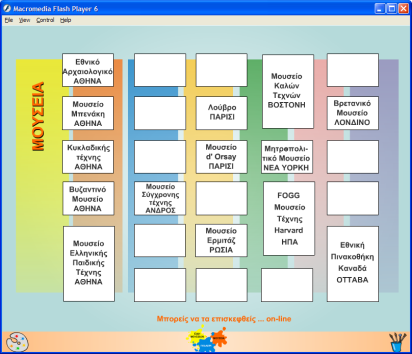 Macromedia Flash Player 6
File View Control Help
ΜΟΥΣΕΙΑ
Εθνικό
Αρχαιολογικό
ΑΘΗΝΑ
Μουσείο
Μπενάκη
ΑΘΗΝΑ
Κυκλαδικής
τέχνης
ΑΘΗΝΑ
Βυζαντινό
Μουσείο
ΑΘΗΝΑ
Μουσείο
Ελληνικής
Παιδικής
Τέχνης
ΑΘΗΝΑ
Μουσείο
Σύγχρονης
τέχνης
ΑΝΔΡΟΣ
Λούβρο
ΠΑΡΙΣΙ
Μουσείο
d' Orsay
ΠΑΡΙΣΙ
Μουσείο
Ερμιτάζ
ΡΩΣΙΑ
Μουσείο
Καλών
Τεχνών
ΒΟΣΤΟΝΗ
Μητροπολι-
τικό Μουσείο
ΝΕΑ ΥΟΡΚΗ
FOGG
Μουσείο
Τέχνης
Harvard
ΗΠΑ
Βρετανικό
Μουσείο
ΛΟΝΔΙΝΟ
Εθνική
Πινακοθήκη
Καναδά
ΟΤΤΑΒΑ
Μπορείς να τα επισκεφθείς ... on-line